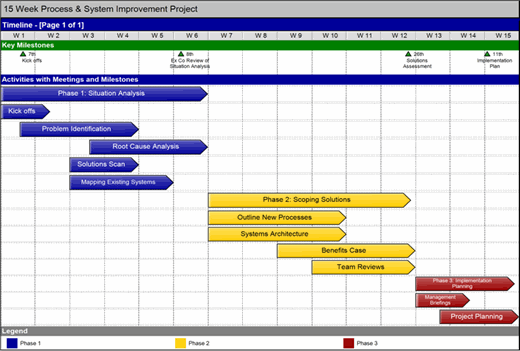 15 Week Process & System Improvement Project
Timeline - [Page 1 of 1]
W 1 W 2 W 3 W 4 W 5 W 6 W 7 W 8 W 9 W 10 W 11 W 12 W 13 W 14 W 15
Key Milestones
7th
Kick offs
8th
Ex Co Review of
Situation Analysis
26th
Solutions
Assessment
11th
Implementation
Plan
Activities with Meetings and Milestones
Phase 1: Situation Analysis
Kick offs
Problem Identification
Root Cause Analysis
Solutions Scan
Mapping Existing Systems
Phase 2: Scoping Solutions
Outline New Processes
Systems Architecture
Benefits Case
Team Reviews
Phase 3: Implementation
Planning
Management
Briefings
Project Planning
Legend
Phase 1
Phase 2
Phase 3